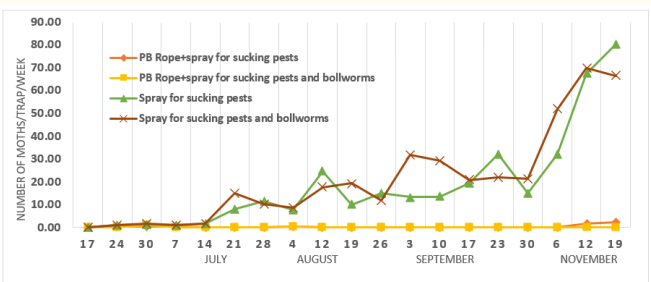 90.00
80.00
70.00
60.00
50.00
40.00
30.00
20.00
10.00
0.00
NUMBER OF MOTHS/TRAP/WEEK
PB Rope+spray for sucking pests
PB Rope+spray for sucking pests and bollworms
Spray for sucking pests
Spray for sucking pests and bollworms
17 24 30 7 14 21 28 4 12 19 26 3 10 17 23 30 6 12 19
JULY AUGUST SEPTEMBER NOVEMBER